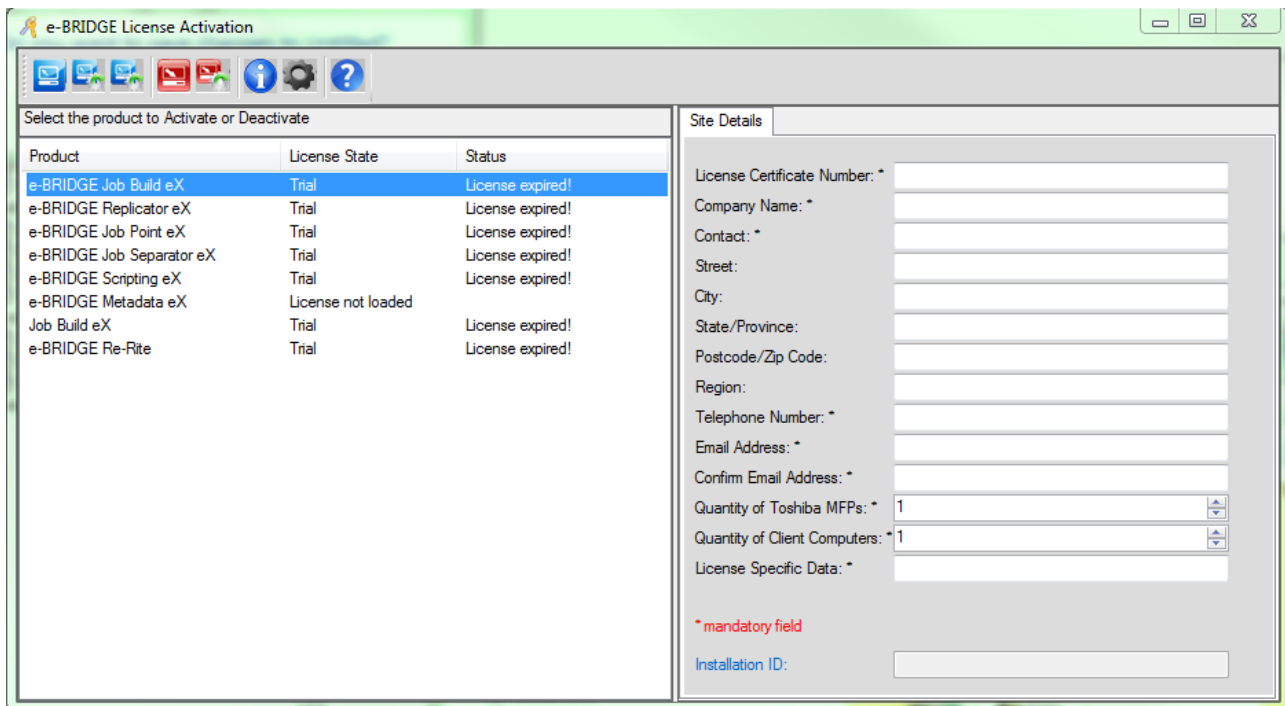 e-BRIDGE License Activation
Select the product to Activate or Deactivate
Product License State Status
e-BRIDGE Job Build eX Trial License expired!
e-BRIDGE Replicator eX Trial License expired!
e-BRIDGE Job Point eX Trial License expired!
e-BRIDGE Job Separator eX Trial License expired!
e-BRIDGE Scripting eX Trial License expired!
e-BRIDGE Metadata eX License not loaded
Job Build eX Trial License expired!
e-BRIDGE Re-Rite Trial License expired!
Site Details
License Certificate Number: *
Company Name: *
Contact: *
Street:
City:
State/Province:
Postcode/Zip Code:
Region:
Telephone Number: *
Email Address: *
Confirm Email Address: *
Quantity of Toshiba MFPs: * 1
Quantity of Client Computers: * 1
License Specific Data: *
* mandatory field
Installation ID: